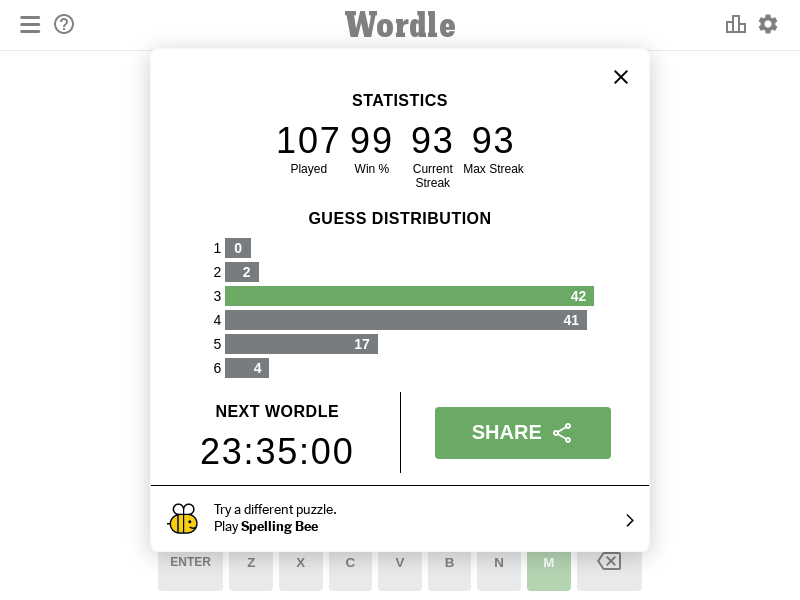 Wordle
STATISTICS
107 99 93 93
Played Win % Current Streak Max Streak
GUESS DISTRIBUTION
1 0
2 2
3 42
4 41
5 17
6 4
NEXT WORDLE
23:35:00
SHARE
Try a different puzzle.
Play Spelling Bee
ENTER Z X C V B N M